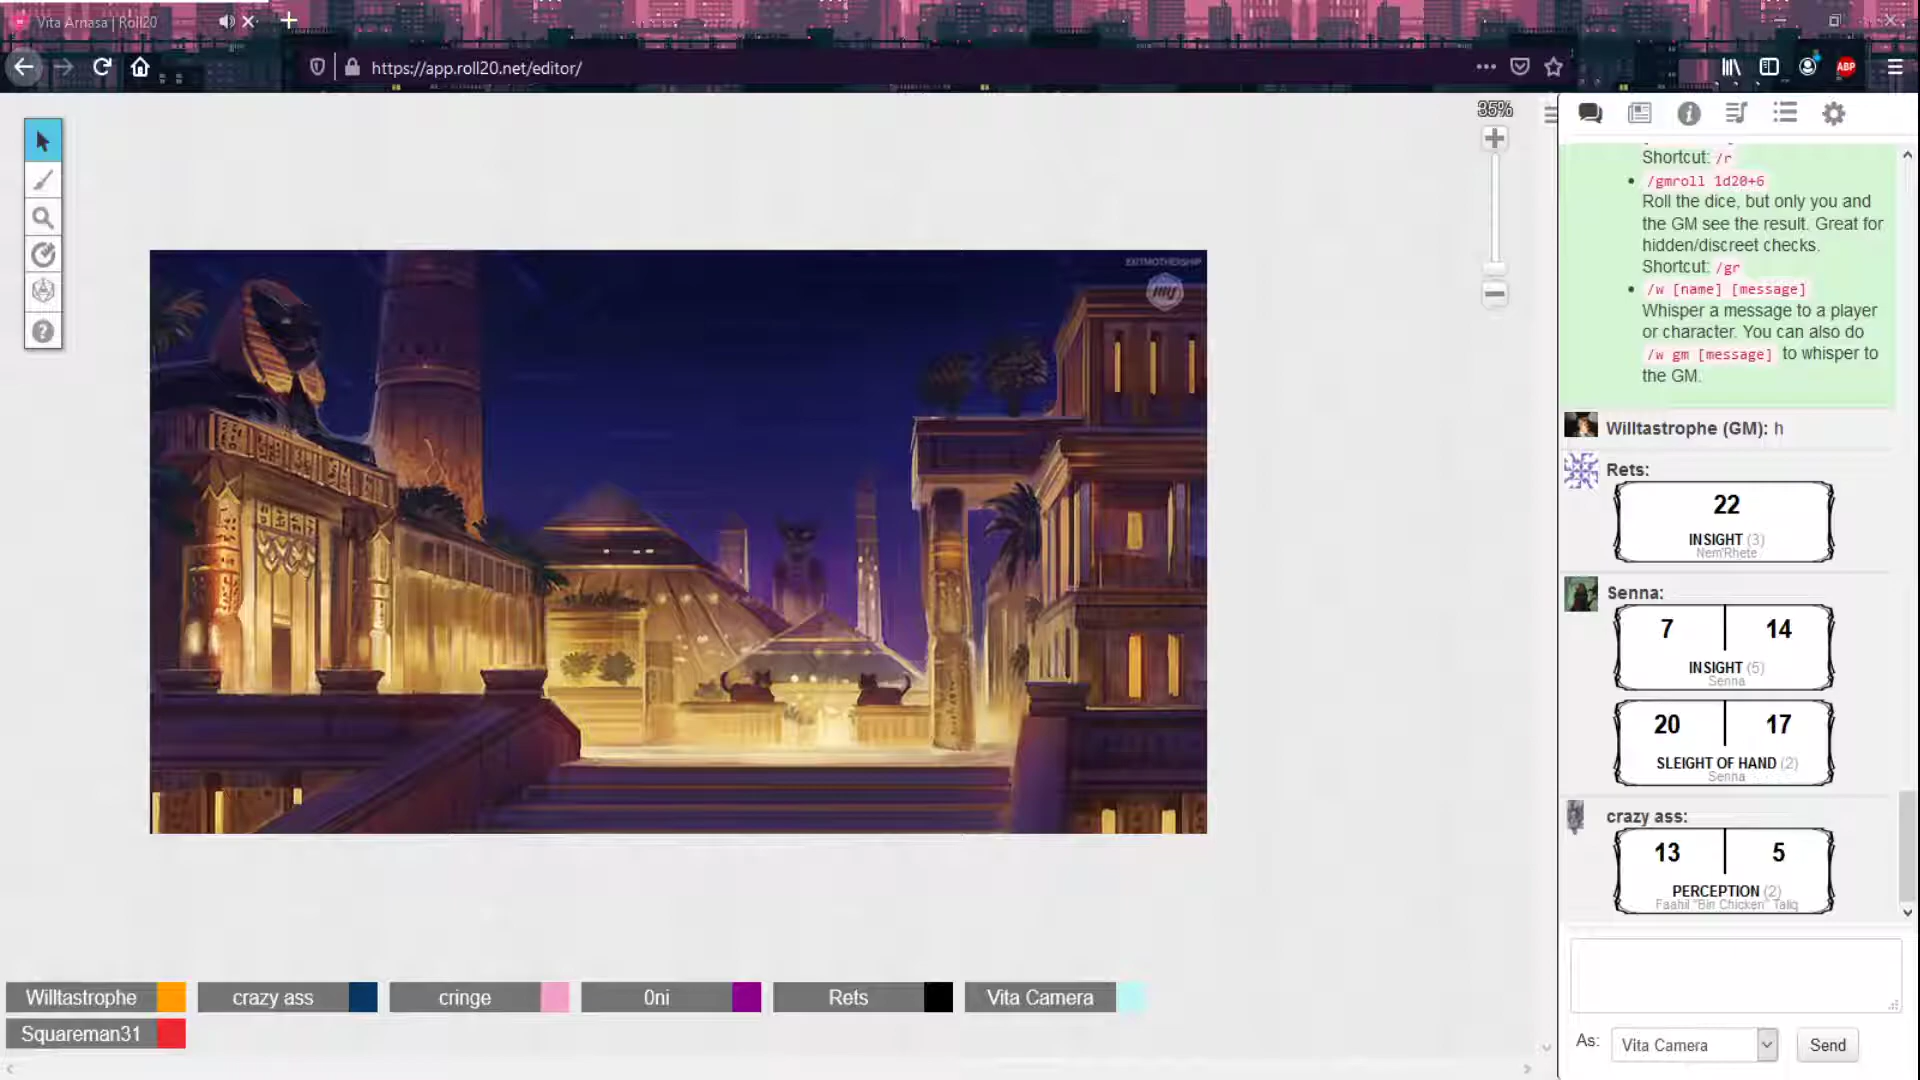 Vita Arnasa | Roll20
https://app.roll20.net/editor/
ABP
35%
Shortcut: /r
/gmroll 1d20+6
Roll the dice, but only you and
the GM see the result. Great for
hidden/discreet checks.
Shortcut: /gr
/w [name] [message]
Whisper a message to a player
or character. You can also do
/w gm [message] to whisper to
the GM.
Willtastrophe (GM): h
Rets:
22
INSIGHT (3)
Nem'Rhete
Senna:
7 14
INSIGHT (5)
Senna
20 17
SLEIGHT OF HAND (2)
Senna
crazy ass:
13 5
PERCEPTION (2)
Faahil "Bin Chicken" Taliq
As: Vita Camera Send
EXITMOTHERSHIP
Willtastrophe crazy ass cringe 0ni Rets Vita Camera
Squareman31